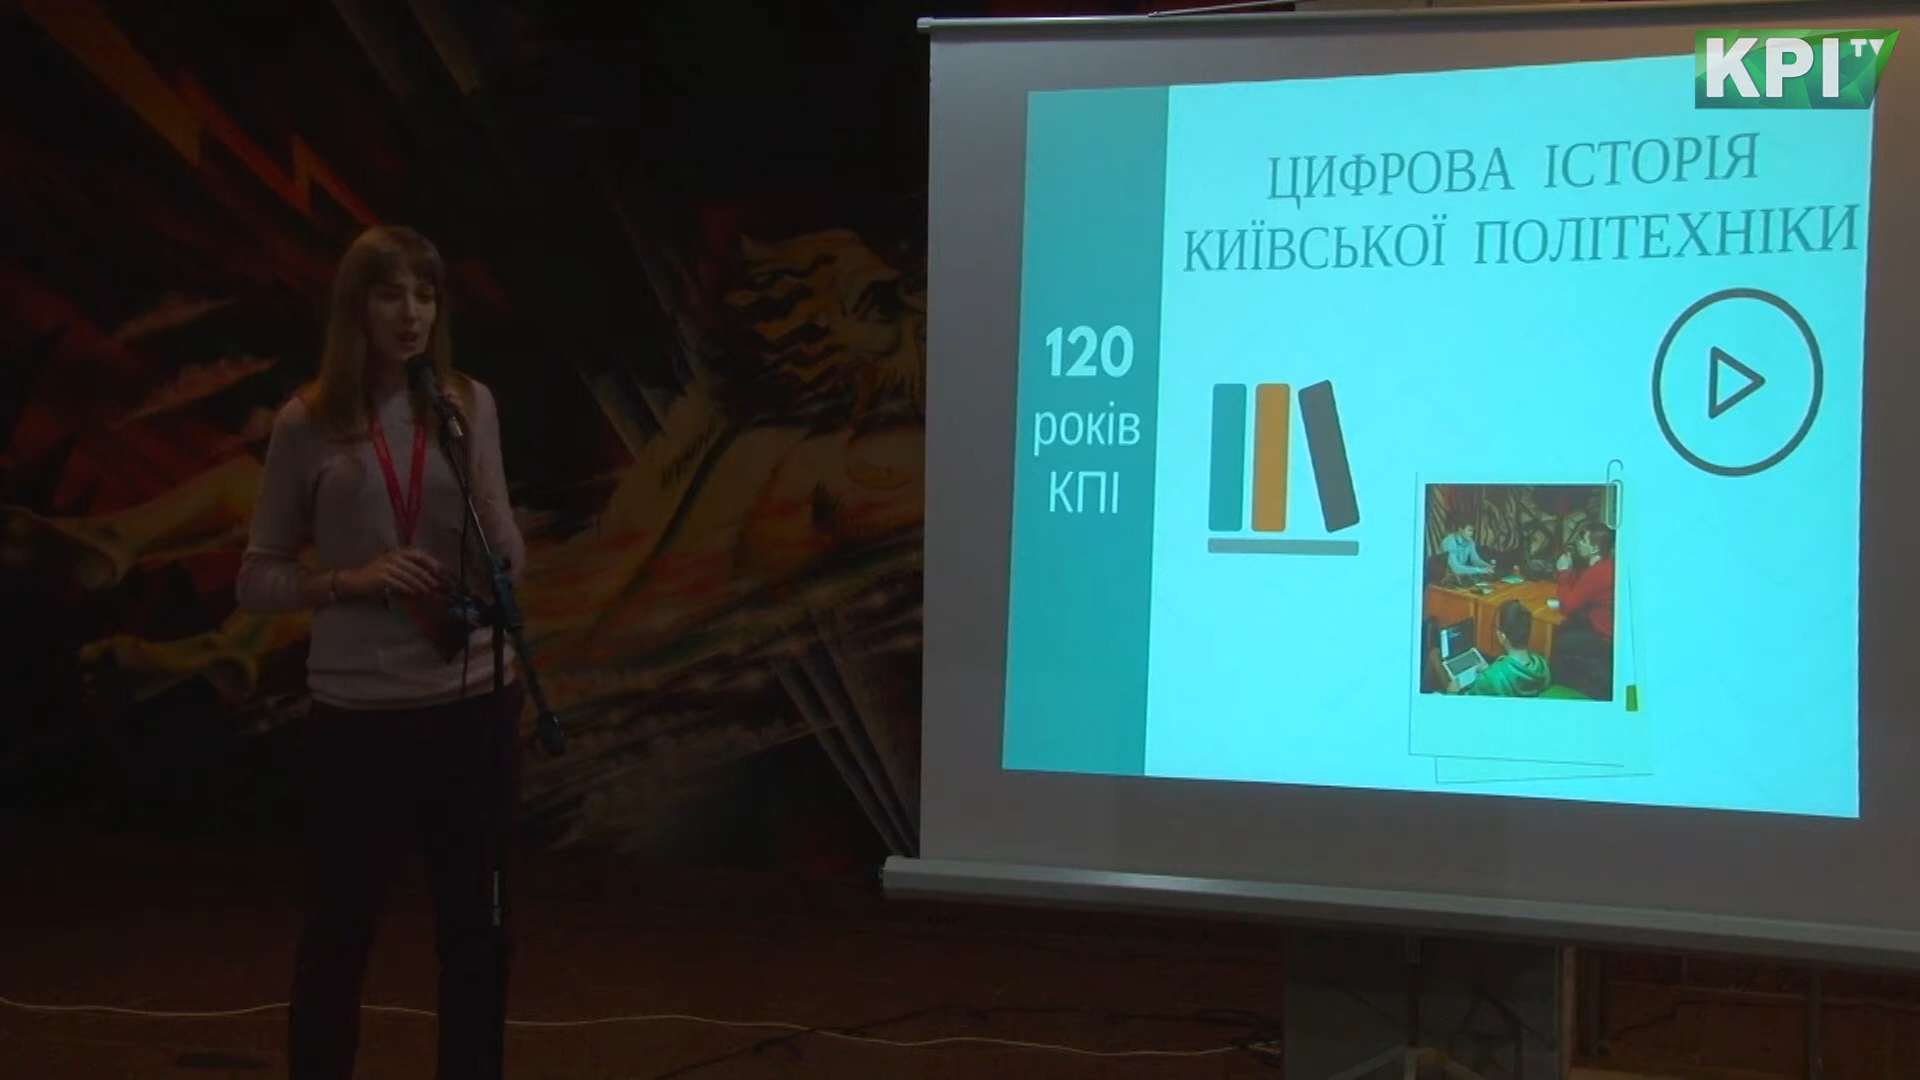 KPI TV
ЦИФРОВА ІСТОРІЯ
КИЇВСЬКОЇ ПОЛІТЕХНІКИ
120
років
КПІ